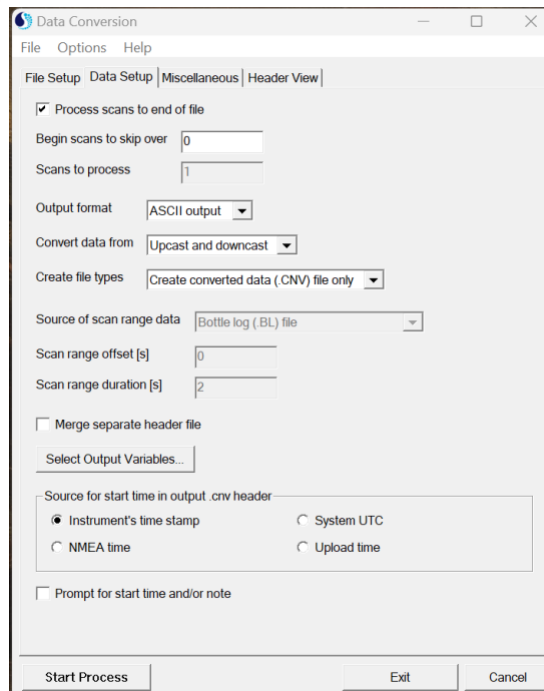 Data Conversion
File Options Help
File Setup Data Setup Miscellaneous Header View
Process scans to end of file
Begin scans to skip over 0
Scans to process 1
Output format ASCII output
Convert data from Upcast and downcast
Create file types Create converted data (.CNV) file only
Source of scan range data Bottle log (.BL) file
Scan range offset [s] 0
Scan range duration [s] 2
Merge separate header file
Select Output Variables...
Source for start time in output .cnv header
Instrument's time stamp System UTC
NMEA time Upload time
Prompt for start time and/or note
Start Process Exit Cancel